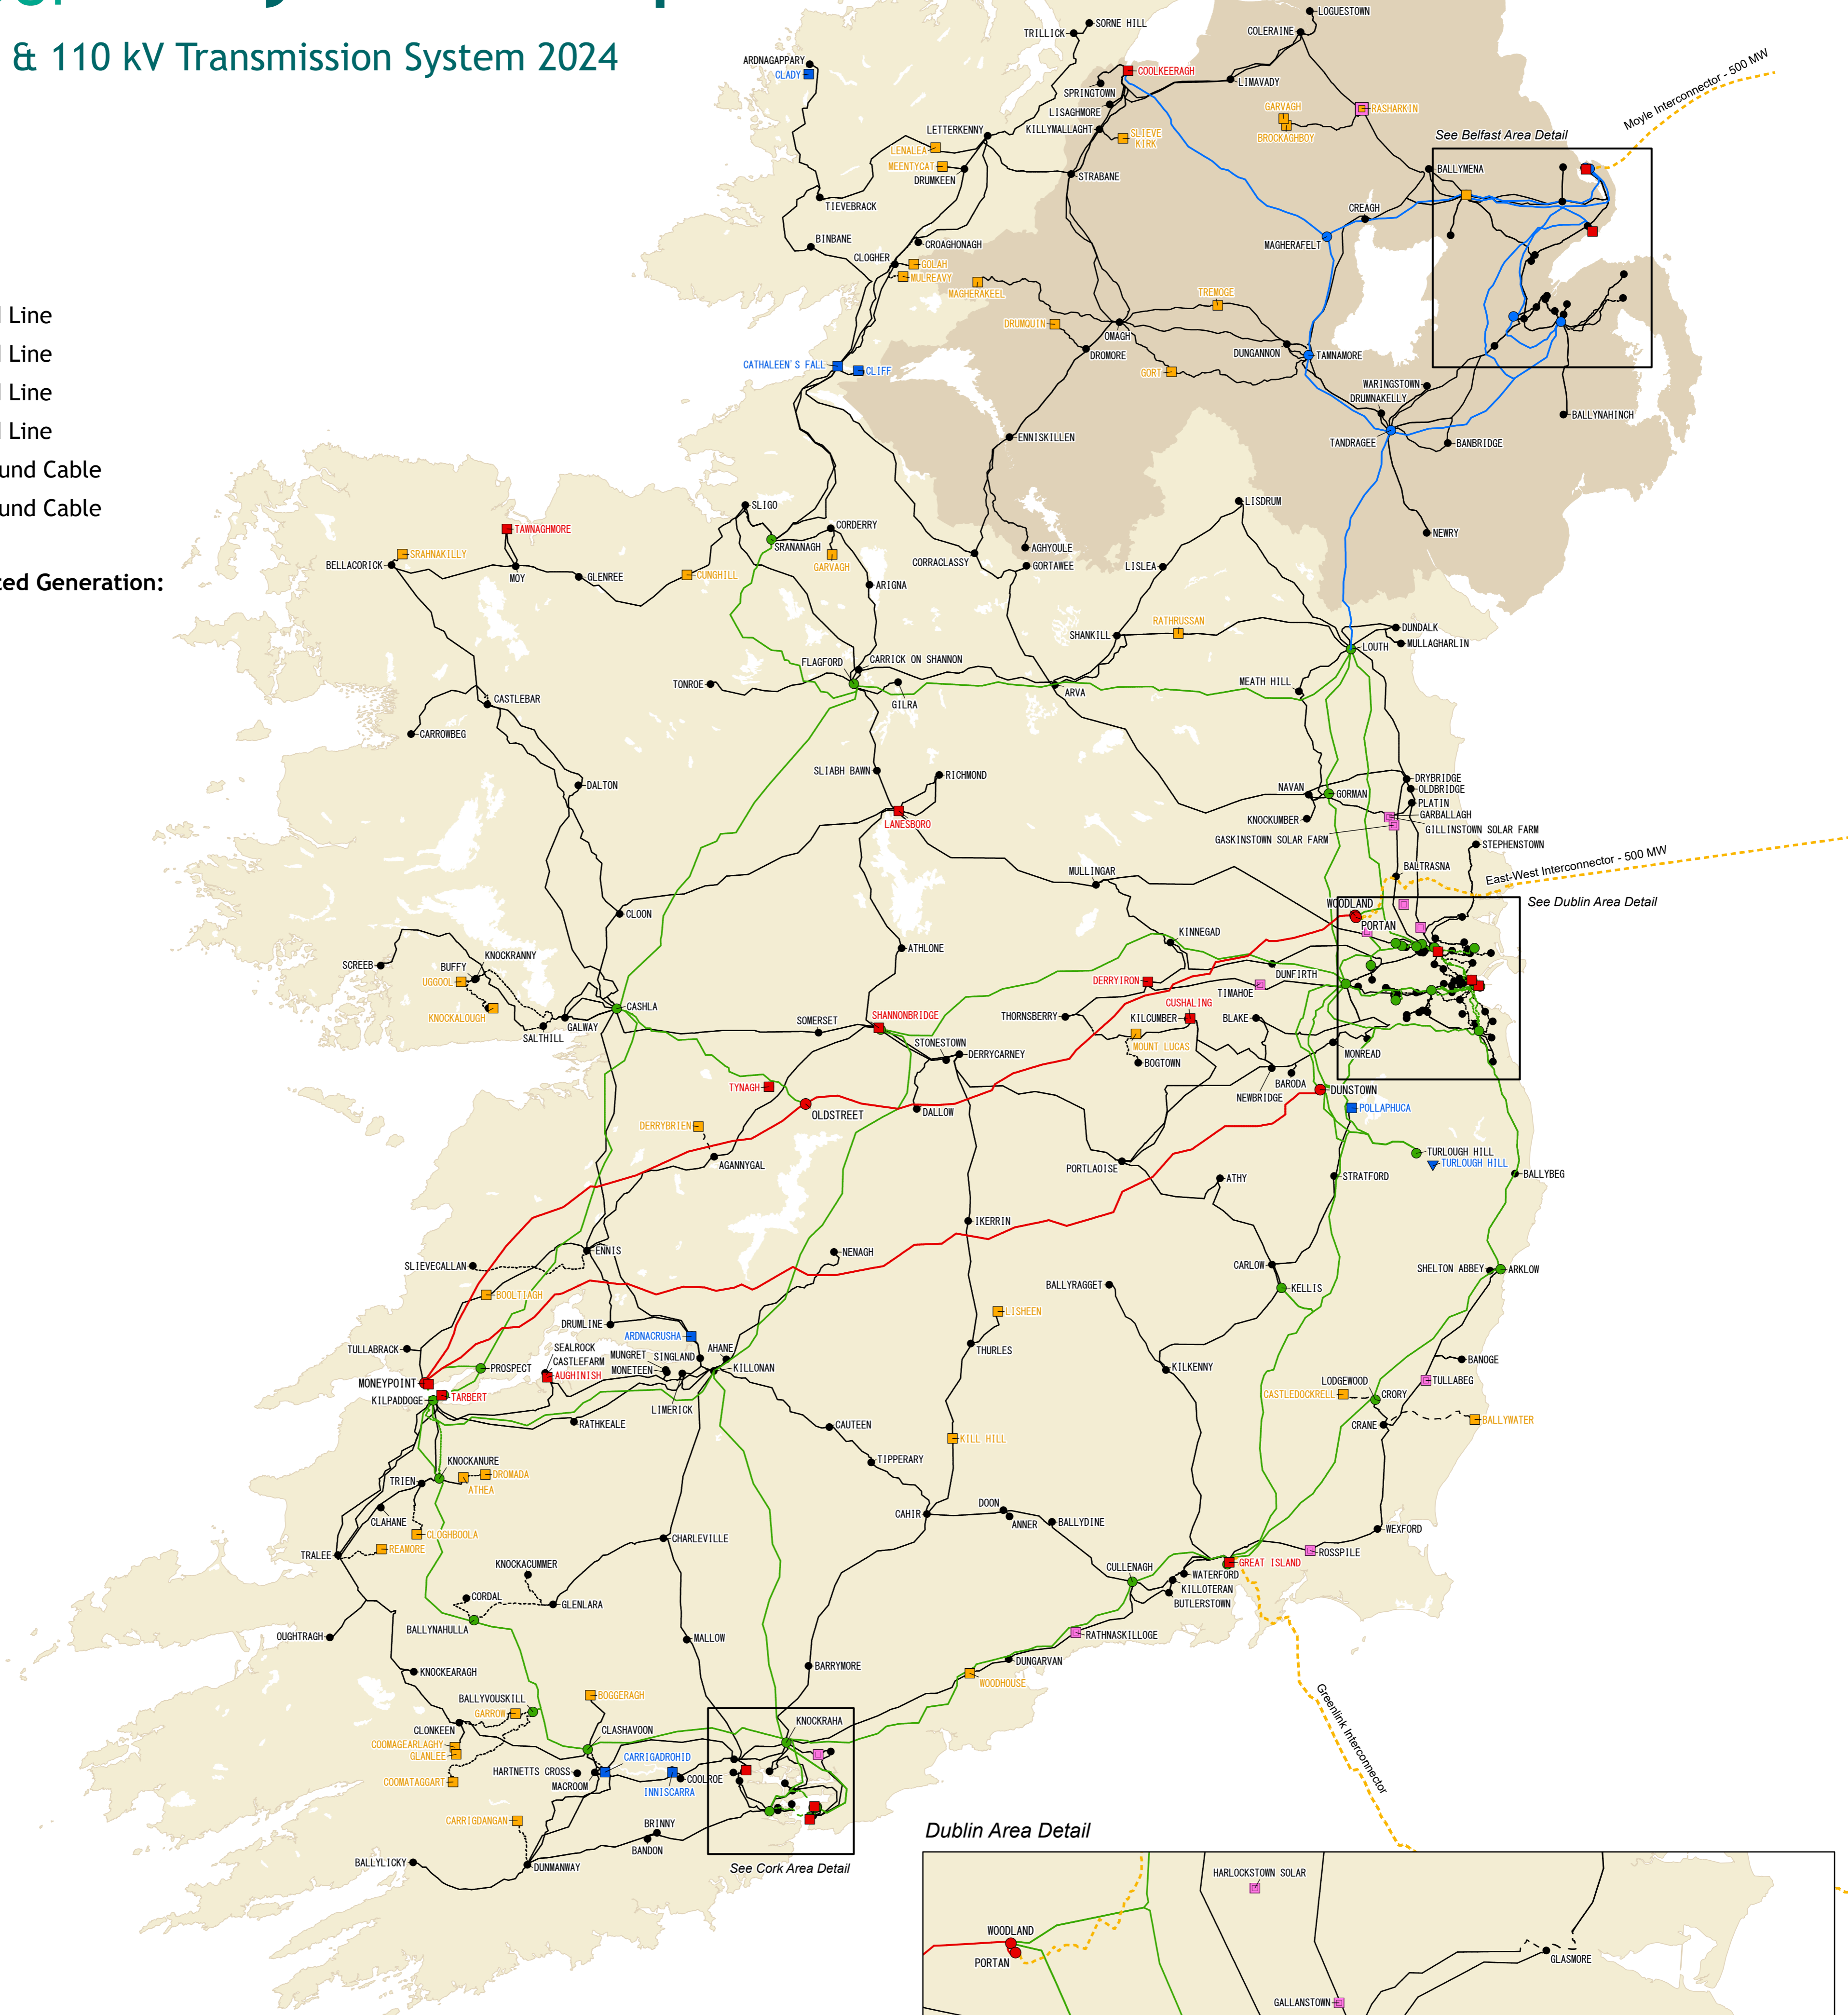 & 110 kV Transmission System 2024
Line
Line
Line
Line
und Cable
und Cable
ted Generation:
LOGUESTOWN
SORNE HILL
TRILLICK
COLERAINE
ARDNAGAPPARY
CLADY
COOLKEERAGH
Moyle Interconnector - 500 MW
SPRINGTOWN
LIMAVADY
LISAGHMORE
GARVAGH
RASHARKIN
LETTERKENNY
KILLYMALLAGHT
SLIEVE
KIRK
BROCKAGHBOY
See Belfast Area Detail
LENALEA
MEENTYCAT
DRUMKEEN
STRABANE
BALLYMENA
TIEVEBRACK
CREAGH
BINBANE
CROAGHONAGH
MAGHERAFELT
CLOGHER
GOLAH
MULREAVY
MAGHERAKEEL
TREMOGE
DRUMQUIN
OMAGH
DROMORE
DUNGANNON
TAMNAMORE
CATHALEEN'S FALL
CLIFF
GORT
WARINGSTOWN
DRUMNAKELLY
BALLYNAHINCH
ENNISKILLEN
TANDRAGEE
BANBRIDGE
SLIGO
LISDRUM
TAWNAGHMORE
CORDERRY
NEWRY
SRANANAGH
AGHYOULE
SRAHNAKILLY
BELLACORICK
GARVAGH
CORRACLASSY
GORTAWEE
LISLEA
MOY
GLENREE
CUNGHILL
ARIGNA
RATHRUSSAN
SHANKILL
DUNDALK
MULLAGHARLIN
LOUTH
FLAGFORD
CARRICK ON SHANNON
TONROE
GILRA
ARVA
MEATH HILL
CASTLEBAR
CARROWBEG
SLIABH BAWN
RICHMOND
DALTON
DRYBRIDGE
OLDBRIDGE
NAVAN
GORMAN
PLATIN
LANESBORO
KNOCKUMBER
GARBALLAGH
GILLINSTOWN SOLAR FARM
GASKINSTOWN SOLAR FARM
STEPHENSTOWN
MULLINGAR
BALTRASNA
East-West Interconnector - 500 MW
CLOON
WOODLAND
See Dublin Area Detail
PORTAN
KINNEGAD
ATHLONE
SCREEB
BUFFY
KNOCKRANNY
UGGOOL
DERRYIRON
DUNFIRTH
TIMAHOE
KNOCKALOUGH
CASHLA
CUSHALING
SHANNONBRIDGE
THORNSBERRY
KILCUMBER
BLAKE
GALWAY
SOMERSET
SALTHILL
STONESTOWN
DERRYCARNEY
MOUNT LUCAS
BOGTOWN
MONREAD
TYNAGH
BARODA
NEWBRIDGE
DUNSTOWN
OLDSTREET
DALLOW
POLLAPHUCA
DERRYBRIEN
AGANNYGAL
TURLOUGH HILL
TURLOUGH HILL
PORTLAOISE
ATHY
STRATFORD
BALLYBEG
IKERRIN
ENNIS
NENAGH
SLIEVECALLAN
CARLOW
SHELTON ABBEY
ARKLOW
BALLYRAGGET
KELLIS
BOOLTIAGH
LISHEEN
DRUMLINE
ARDNACRUSHA
TULLABRACK
SEALROCK
CASTLEFARM
MUNGRET
SINGLAND
AHANE
THURLES
PROSPECT
AUGHINISH
MONETEEN
KILLONAN
KILKENNY
BANOGE
MONEYPOINT
TARBERT
LODGEWOOD
TULLABEG
KILPADDOGE
CASTLEDOCKRELL
CRORY
LIMERICK
RATHKEALE
CRANE
BALLYWATER
CAUTEEN
KILL HILL
KNOCKANURE
TIPPERARY
TRIEN
DROMADA
ATHEA
DOON
CAHIR
ANNER
BALLYDINE
CLAHANE
CLOGHBOOLA
CHARLEVILLE
WEXFORD
REAMORE
TRALEE
ROSSPILE
KNOCKACUMMER
CULLENAGH
GREAT ISLAND
WATERFORD
CORDAL
GLENLARA
KILLOTERAN
BUTLERSTOWN
BALLYNAHULLA
OUGHTRAGH
RATHNASKILLOGE
MALLOW
DUNGARVAN
KNOCKEARAGH
BARRYMORE
WOODHOUSE
BOGGERAGH
BALLYVOUSKILL
GARROW
Greenlink Interconnector
CLONKEEN
CLASHAVOON
KNOCKRAHA
COOMAGEARLAGHY
GLANLEE
CARRIGADROHID
HARTNETTS CROSS
COOMATAGGART
MACROOM
COOLROE
INNISCARRA
CARRIGDANGAN
BRINNY
BANDON
BALLYLICKY
DUNMANWAY
See Cork Area Detail
Dublin Area Detail
HARLOCKSTOWN SOLAR
WOODLAND
PORTAN
GLASMORE
GALLANSTOWN